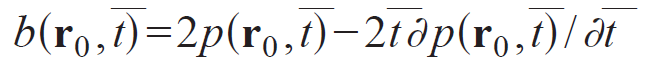 b(𝐫₀, t̅)=2p(𝐫₀, t̅)−2t̅∂p(𝐫₀, t̅)/∂t̅